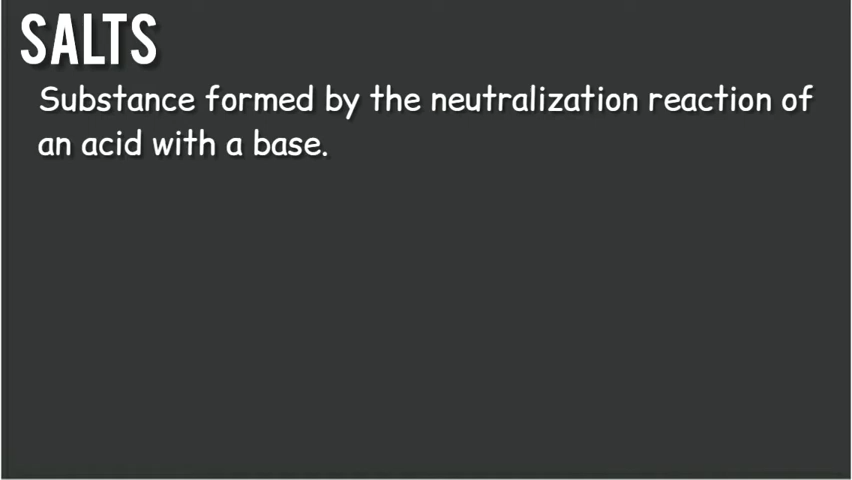 SALTS
Substance formed by the neutralization reaction of
an acid with a base.